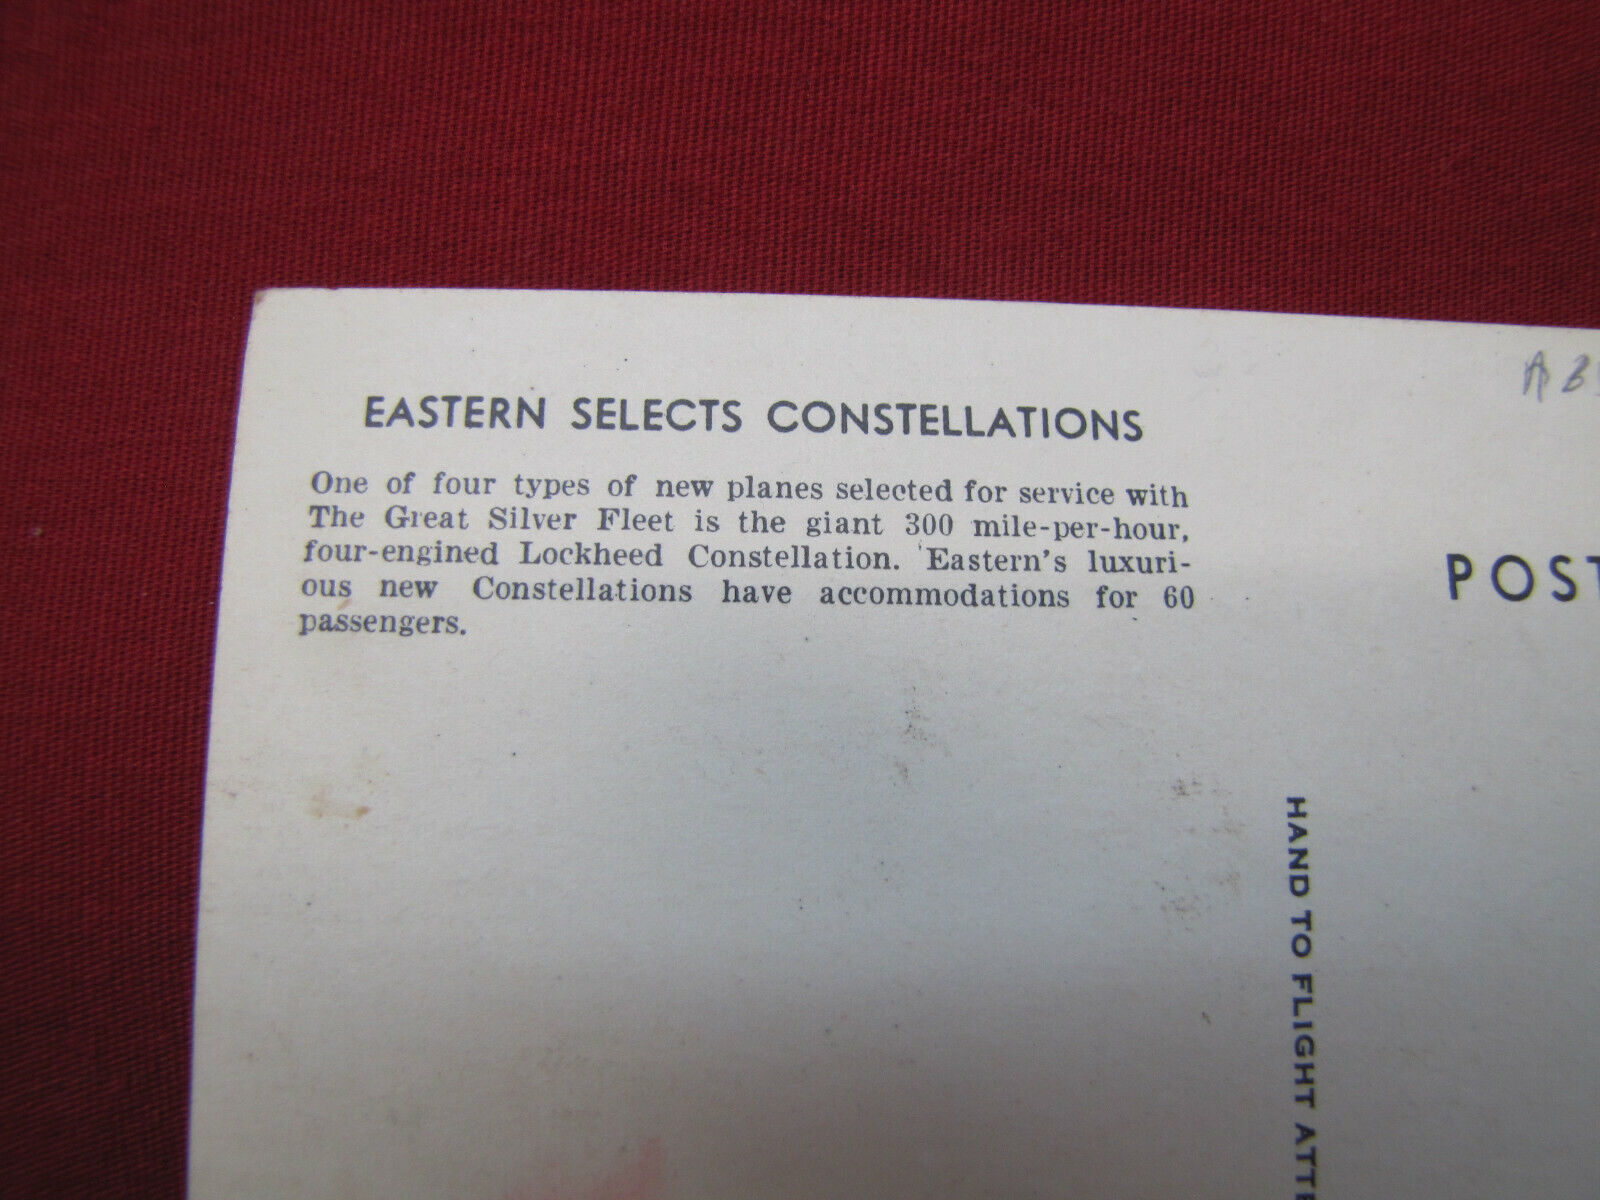 EASTERN SELECTS CONSTELLATIONS
One of four types of new planes selected for service with
The Great Silver Fleet is the giant 300 mile-per-hour,
four-engined Lockheed Constellation. Eastern's luxuri-
ous new Constellations have accommodations for 60
passengers.
POST
HAND TO FLIGHT ATTE